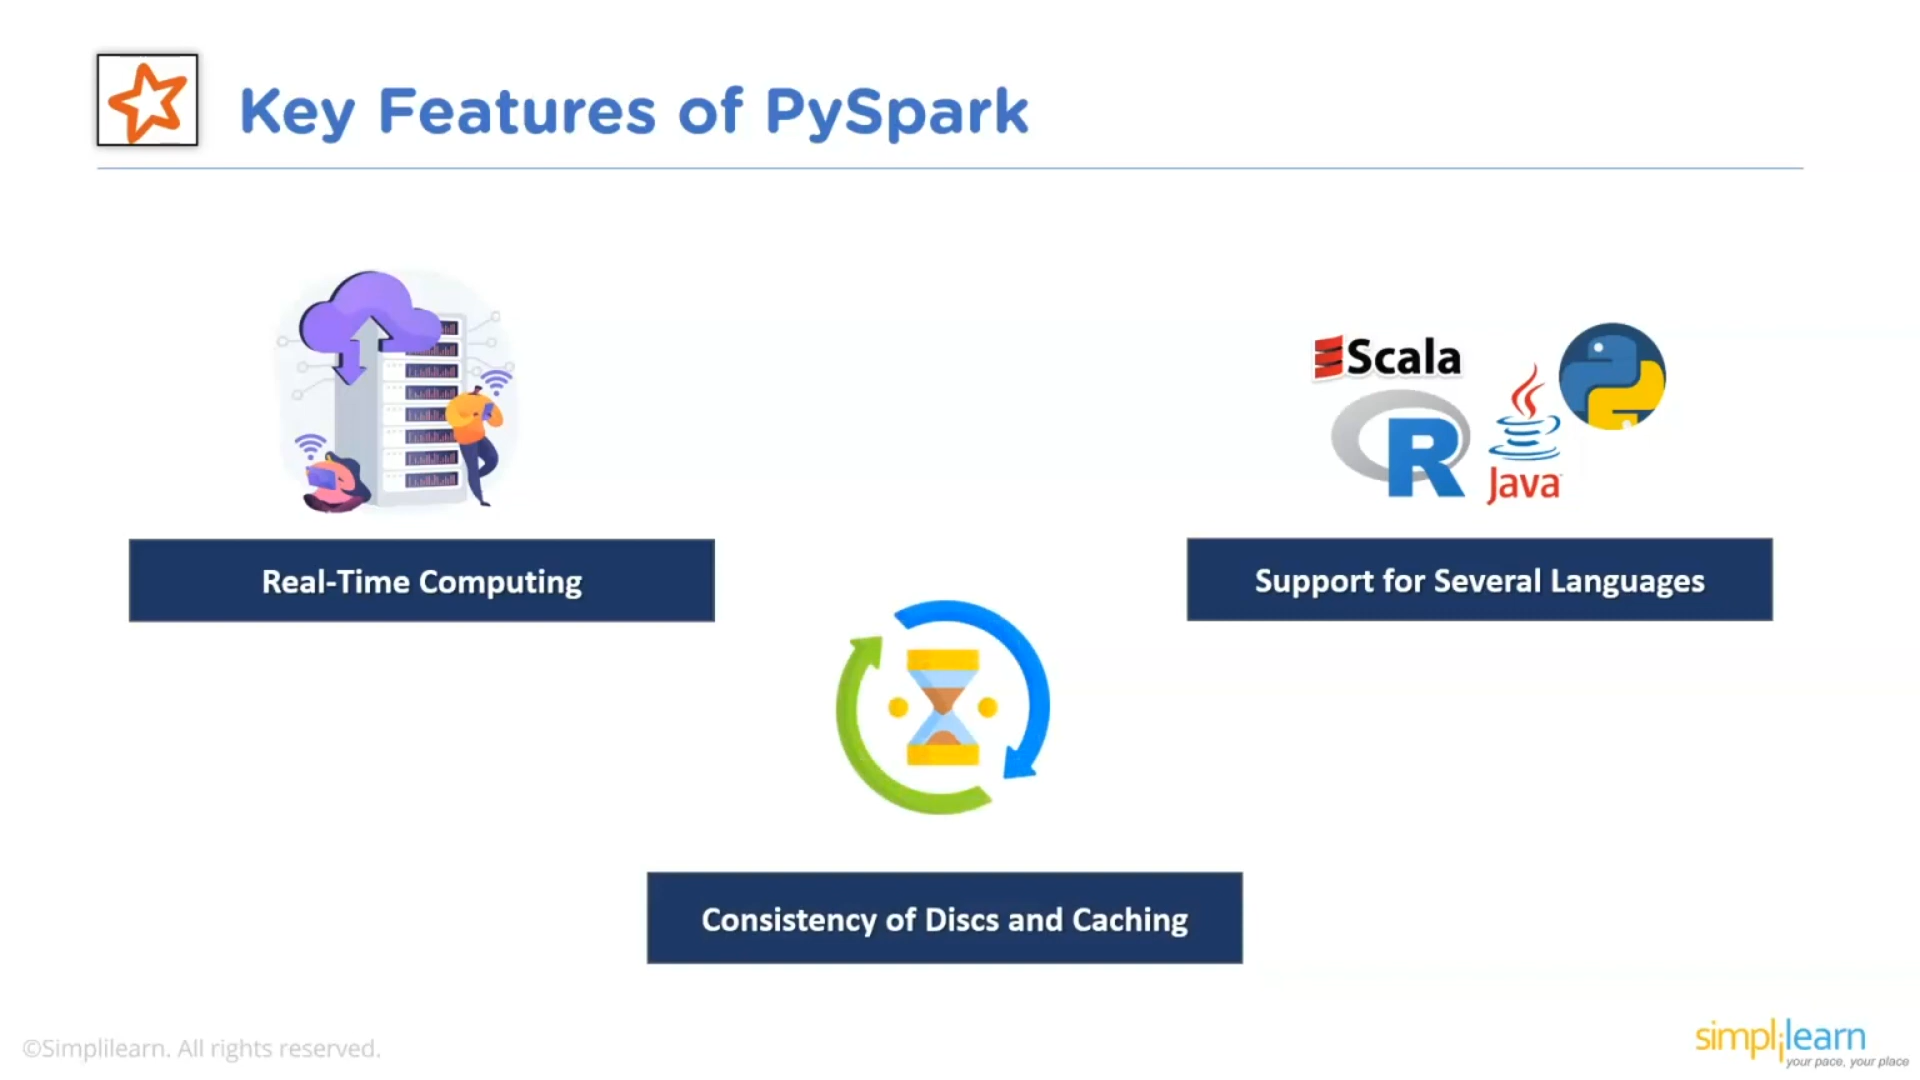 Key Features of PySpark
Scala
R
Java
Real-Time Computing
Support for Several Languages
Consistency of Discs and Caching
©Simplilearn. All rights reserved.
simplilearn
your pace, your place